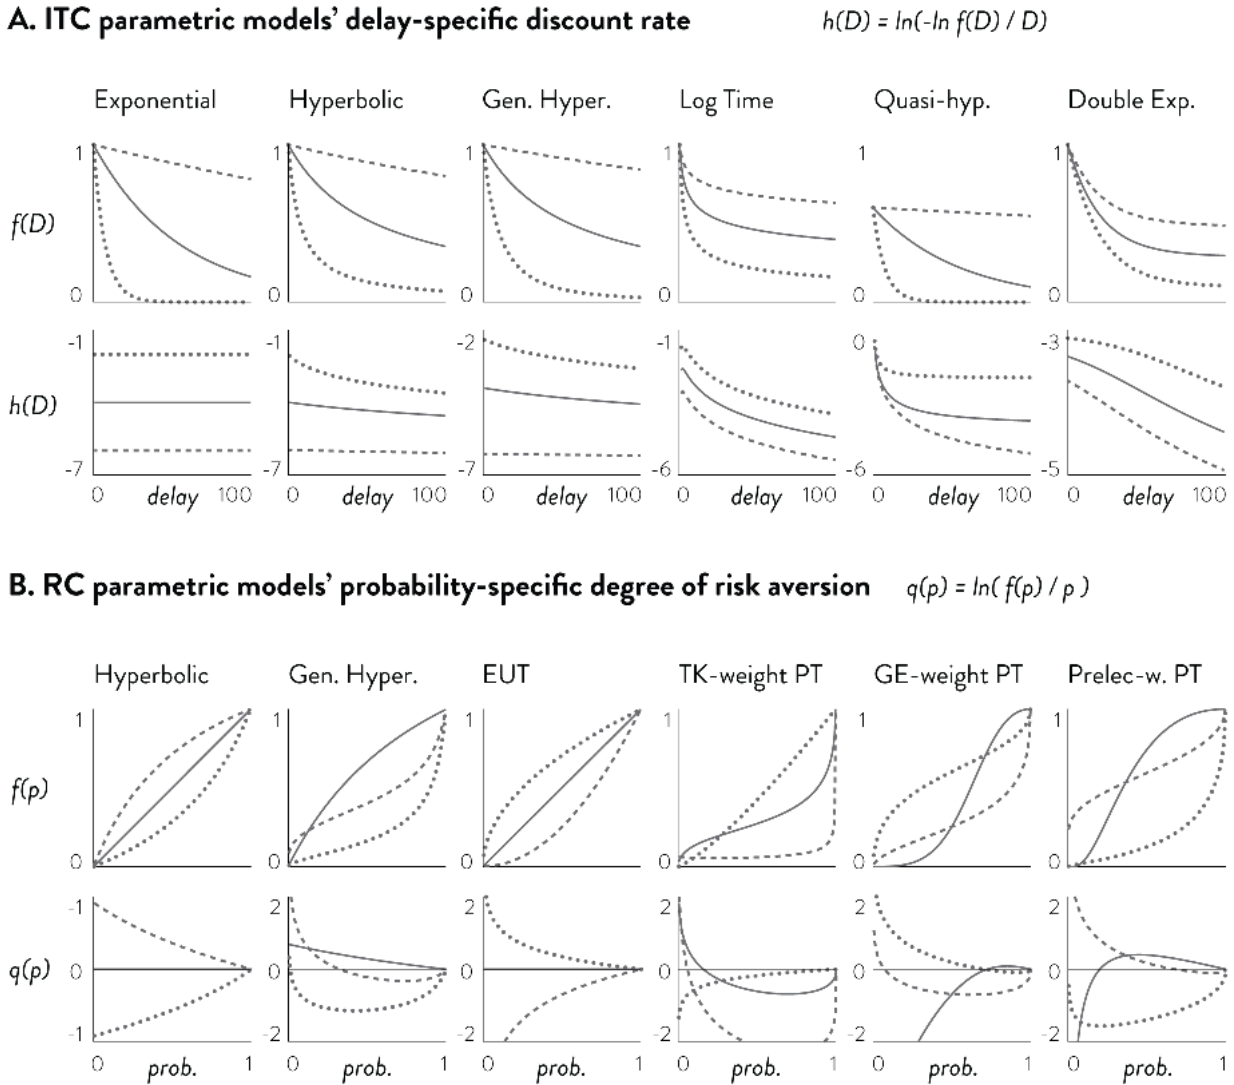 A. ITC parametric models' delay-specific discount rate h(D) = ln(-ln f(D) / D)
Exponential Hyperbolic Gen. Hyper. Log Time Quasi-hyp. Double Exp.
1 1 1 1 1 1
f(D)
0 0 0 0 0 0
-1 -1 -2 -1 0 -3
h(D)
-7 -7 -7 -6 -6 -5
0 delay 100 0 delay 100 0 delay 100 0 delay 100 0 delay 100 0 delay 100
B. RC parametric models' probability-specific degree of risk aversion q(p) = ln( f(p) / p )
Hyperbolic Gen. Hyper. EUT TK-weight PT GE-weight PT Prelec-w. PT
1 1 1 1 1 1
f(p)
0 0 0 0 0 0
-1 2 2 2 2 2
q(p) 0 0 0 0 0 0
-1 -2 -2 -2 -2 -2
0 prob. 1 0 prob. 1 0 prob. 1 0 prob. 1 0 prob. 1 0 prob. 1